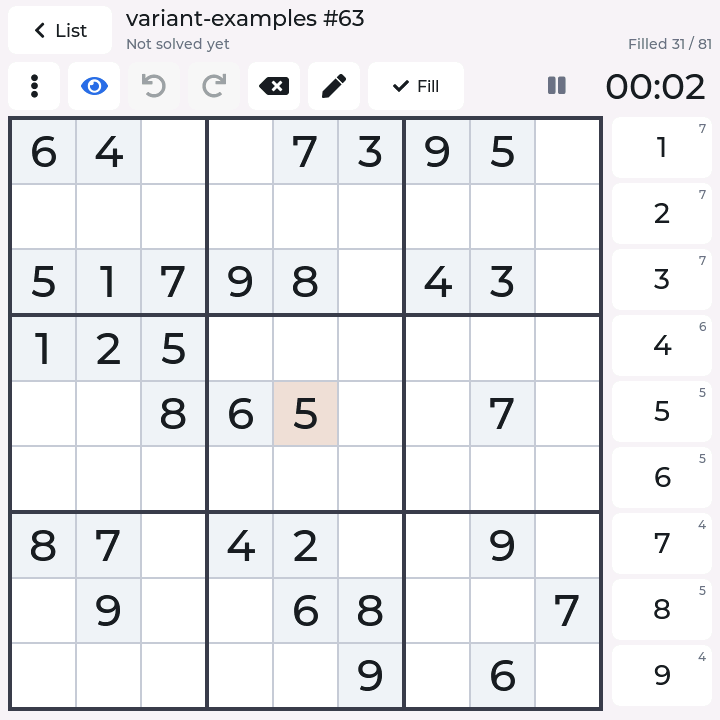 List
variant-examples #63
Not solved yet
Filled 31 / 81
Fill
00:02
6 4 7 3 9 5
5 1 7 9 8 4 3
1 2 5
8 6 5 7
8 7 4 2 9
9 6 8 7
9 6
1 7
2 7
3 7
4 6
5 5
6 5
7 4
8 5
9 4